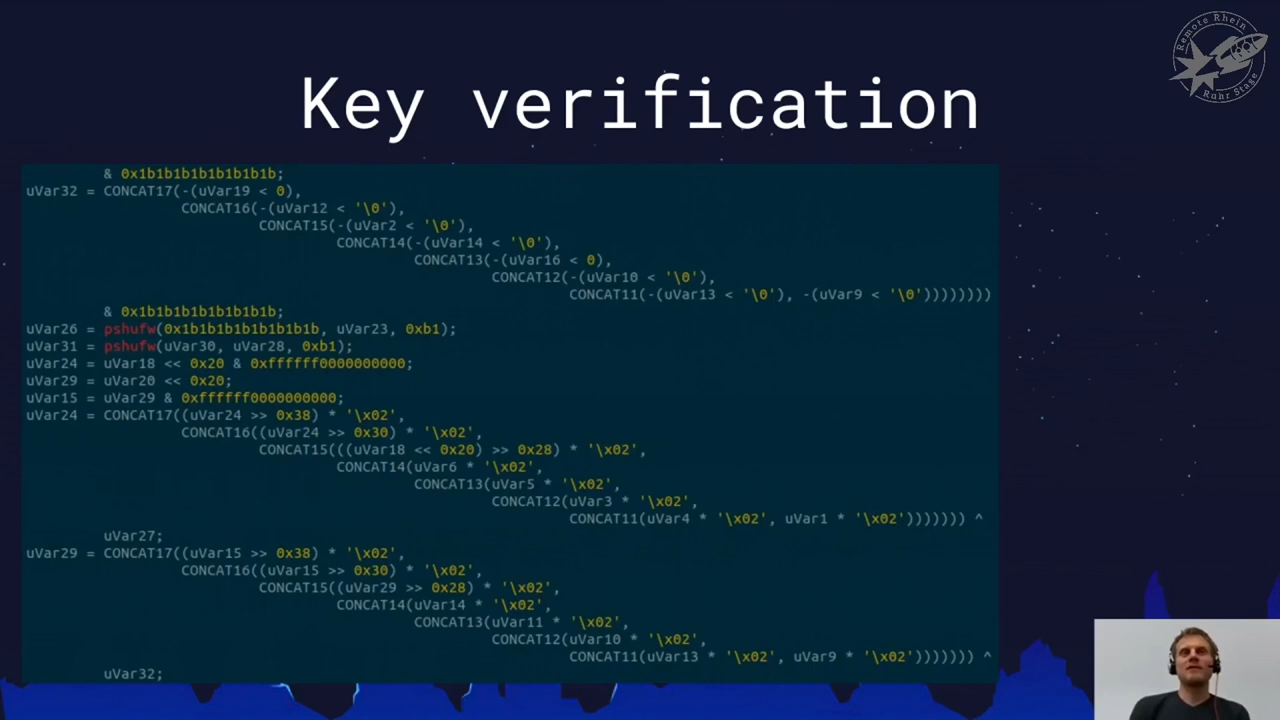 Remote Rhein
Ruhr Stage
Key verification
& 0x1b1b1b1b1b1b1b1b;
uVar32 = CONCAT17(-(uVar19 < 0),
CONCAT16(-(uVar12 < '\0'),
CONCAT15(-(uVar2 < '\0'),
CONCAT14(-(uVar14 < '\0'),
CONCAT13(-(uVar16 < 0),
CONCAT12(-(uVar10 < '\0'),
CONCAT11(-(uVar13 < '\0'), -(uVar9 < '\0'))))))))
& 0x1b1b1b1b1b1b1b1b;
uVar26 = pshufw(0x1b1b1b1b1b1b1b1b, uVar23, 0xb1);
uVar31 = pshufw(uVar30, uVar28, 0xb1);
uVar24 = uVar18 << 0x20 & 0xffffff0000000000;
uVar29 = uVar20 << 0x20;
uVar15 = uVar29 & 0xffffff0000000000;
uVar24 = CONCAT17((uVar24 >> 0x38) * '\x02',
CONCAT16((uVar24 >> 0x30) * '\x02',
CONCAT15(((uVar18 << 0x20) >> 0x28) * '\x02',
CONCAT14(uVar6 * '\x02',
CONCAT13(uVar5 * '\x02',
CONCAT12(uVar3 * '\x02',
CONCAT11(uVar4 * '\x02', uVar1 * '\x02'))))))) ^
uVar27;
uVar29 = CONCAT17((uVar15 >> 0x38) * '\x02',
CONCAT16((uVar15 >> 0x30) * '\x02',
CONCAT15((uVar29 >> 0x28) * '\x02',
CONCAT14(uVar14 * '\x02',
CONCAT13(uVar11 * '\x02',
CONCAT12(uVar10 * '\x02',
CONCAT11(uVar13 * '\x02', uVar9 * '\x02'))))))) ^
uVar32;